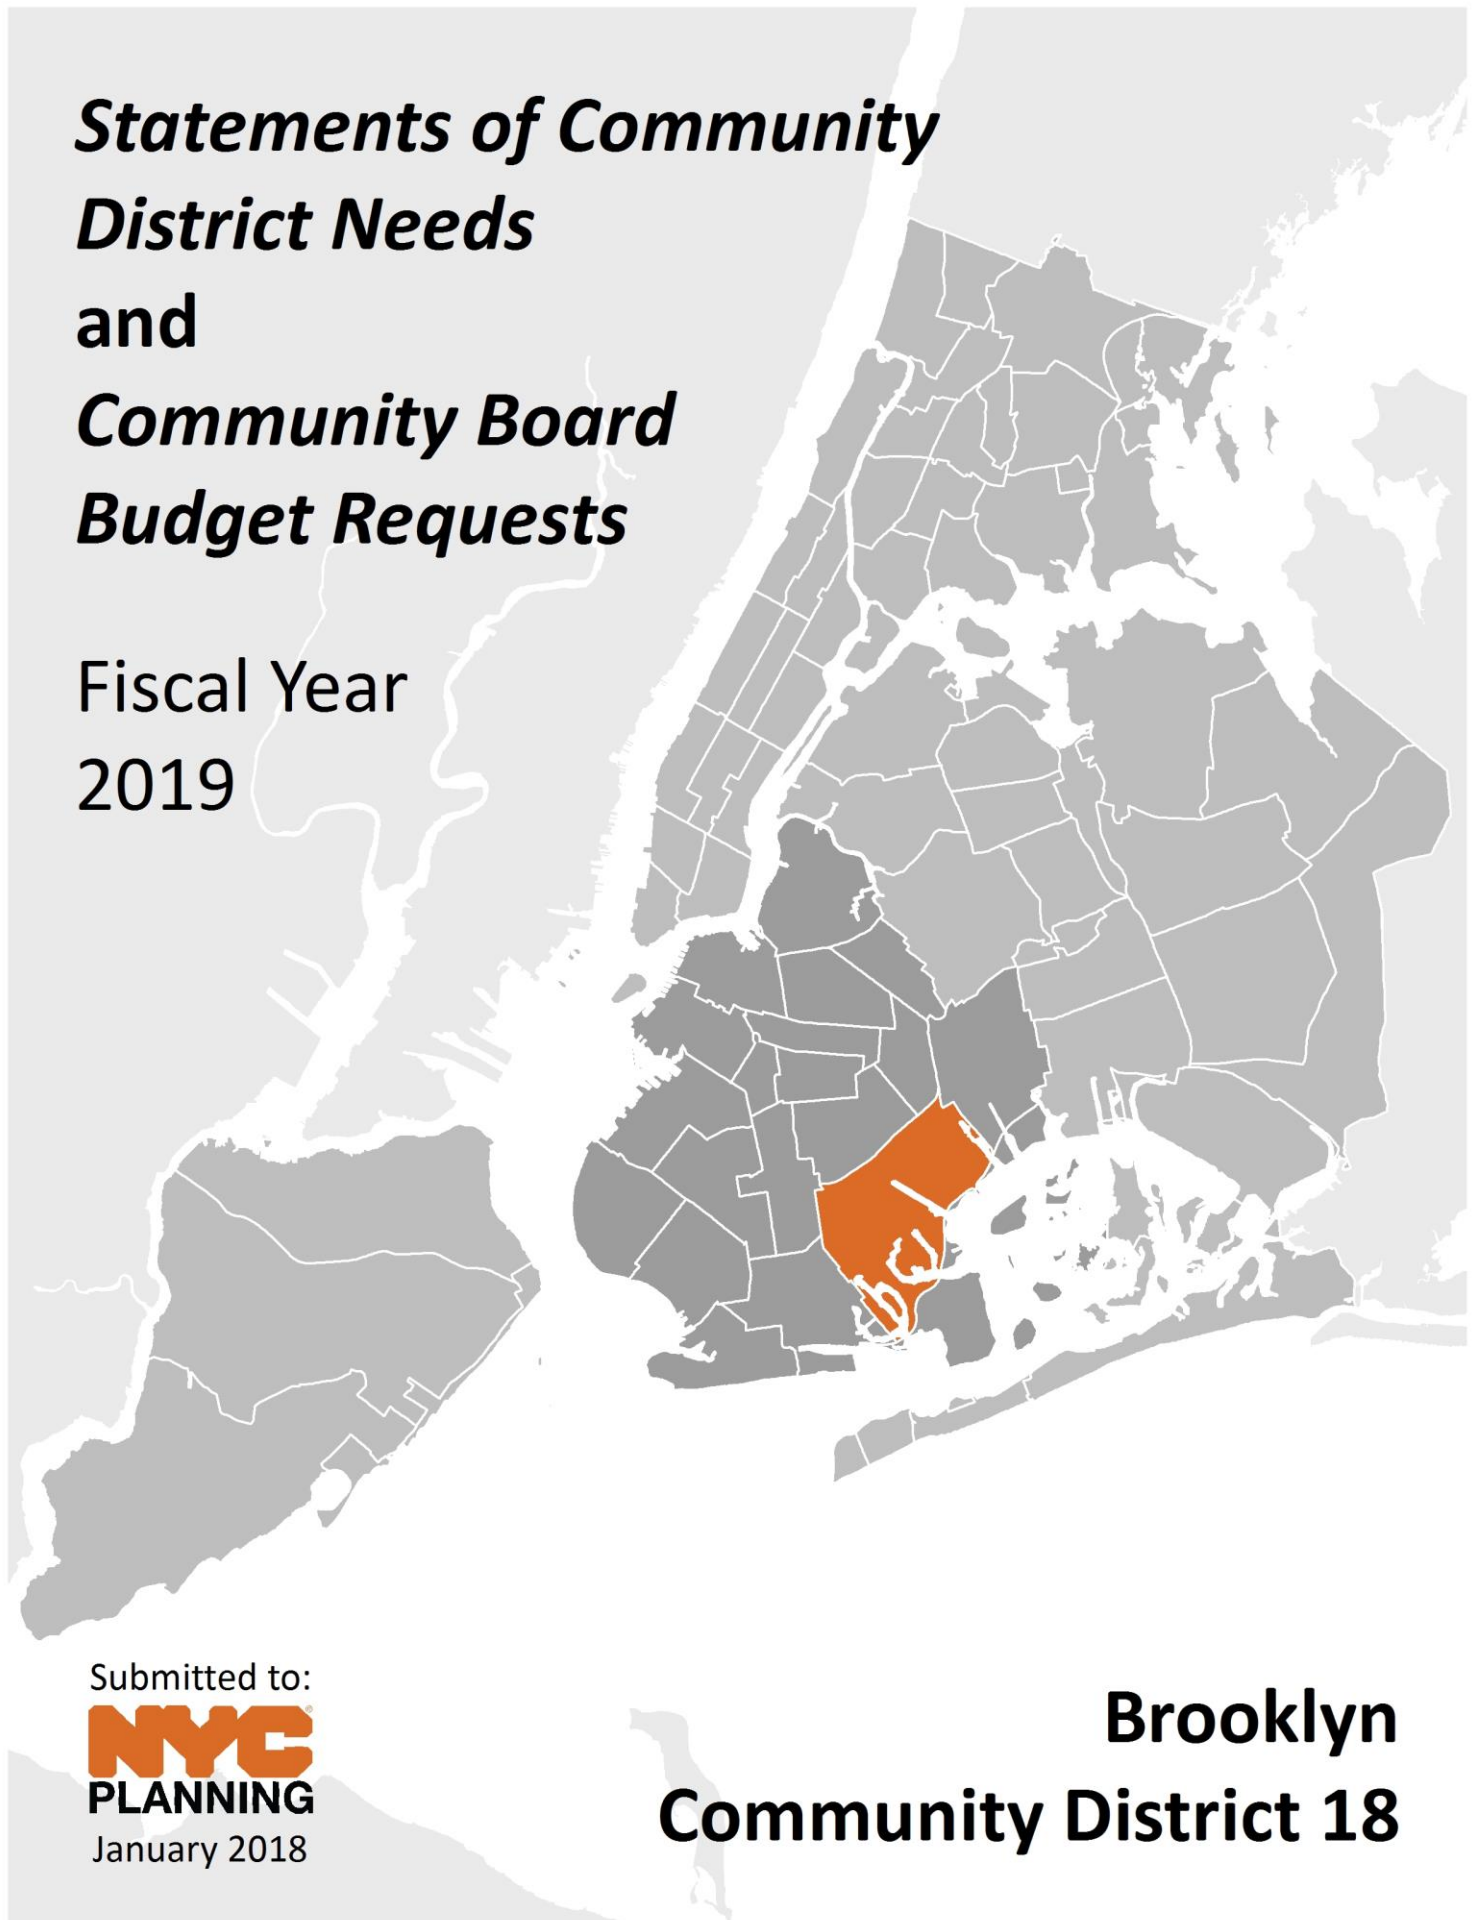 Statements of Community
District Needs
and
Community Board
Budget Requests
Fiscal Year
2019
Submitted to:
NYC
PLANNING
January 2018
Brooklyn
Community District 18